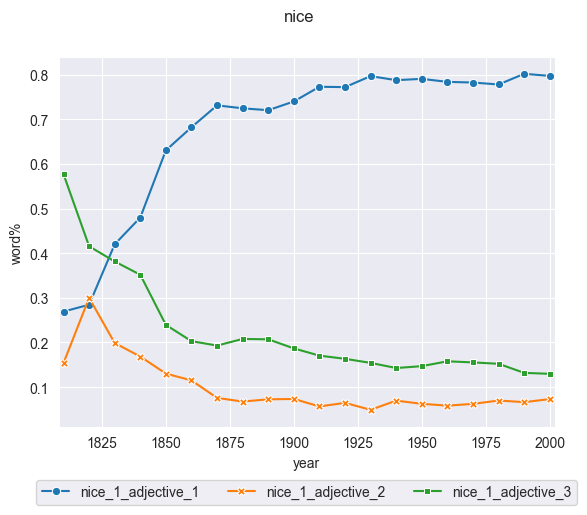 nice
0.8
0.7
0.6
0.5
0.4
0.3
0.2
0.1
word%
1825 1850 1875 1900 1925 1950 1975 2000
year
nice_1_adjective_1 nice_1_adjective_2 nice_1_adjective_3